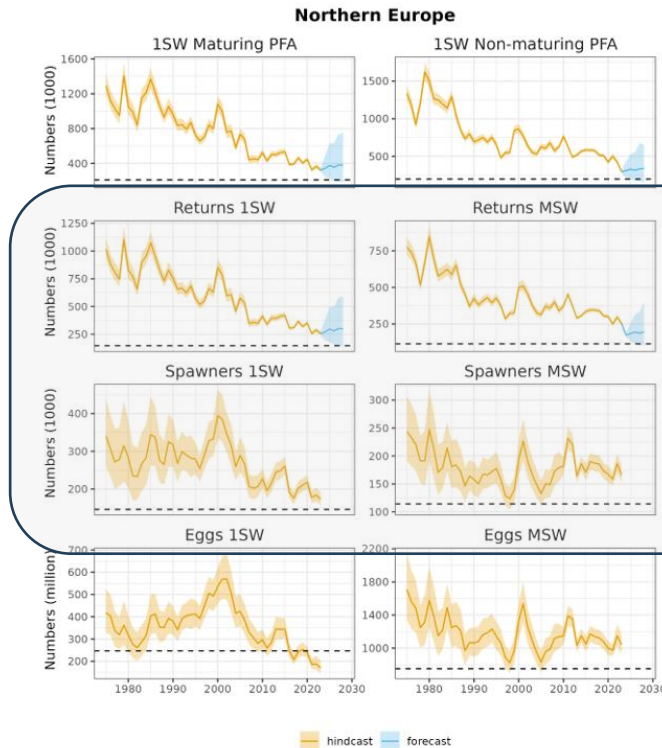 Northern Europe
1SW Maturing PFA
1SW Non-maturing PFA
Numbers (1000)
1600
1200
800
400
1500
1000
500
Returns 1SW
Returns MSW
Numbers (1000)
1250
1000
750
500
250
750
500
250
Spawners 1SW
Spawners MSW
Numbers (1000)
400
300
200
300
250
200
150
100
Eggs 1SW
Eggs MSW
Numbers (million)
700
600
500
400
300
200
2200
1800
1400
1000
1980 1990 2000 2010 2020 2030
1980 1990 2000 2010 2020 2030
hindcast forecast